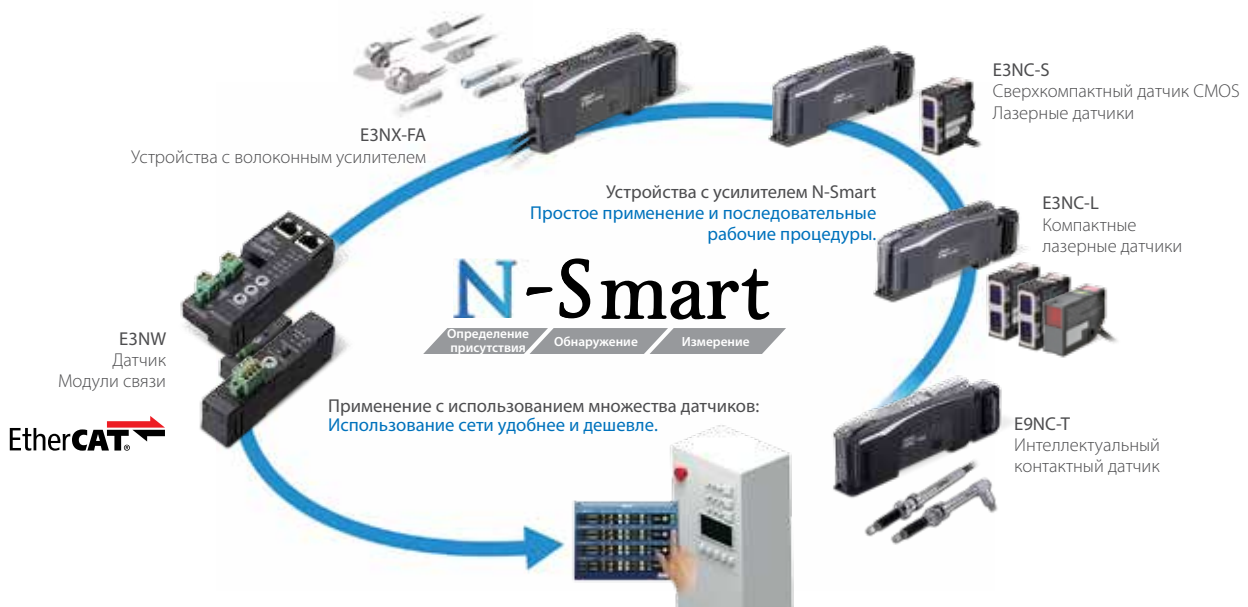 E3NX-FA
Устройства с волоконным усилителем
E3NC-S
Сверхкомпактный датчик CMOS
Лазерные датчики
Устройства с усилителем N-Smart
Простое применение и последовательные
рабочие процедуры.
E3NC-L
Компактные
лазерные датчики
N-Smart
Определение
присутствия
Обнаружение
Измерение
E3NW
Датчик
Модули связи
EtherCAT®
Применение с использованием множества датчиков:
Использование сети удобнее и дешевле.
E9NC-T
Интеллектуальный
контактный датчик